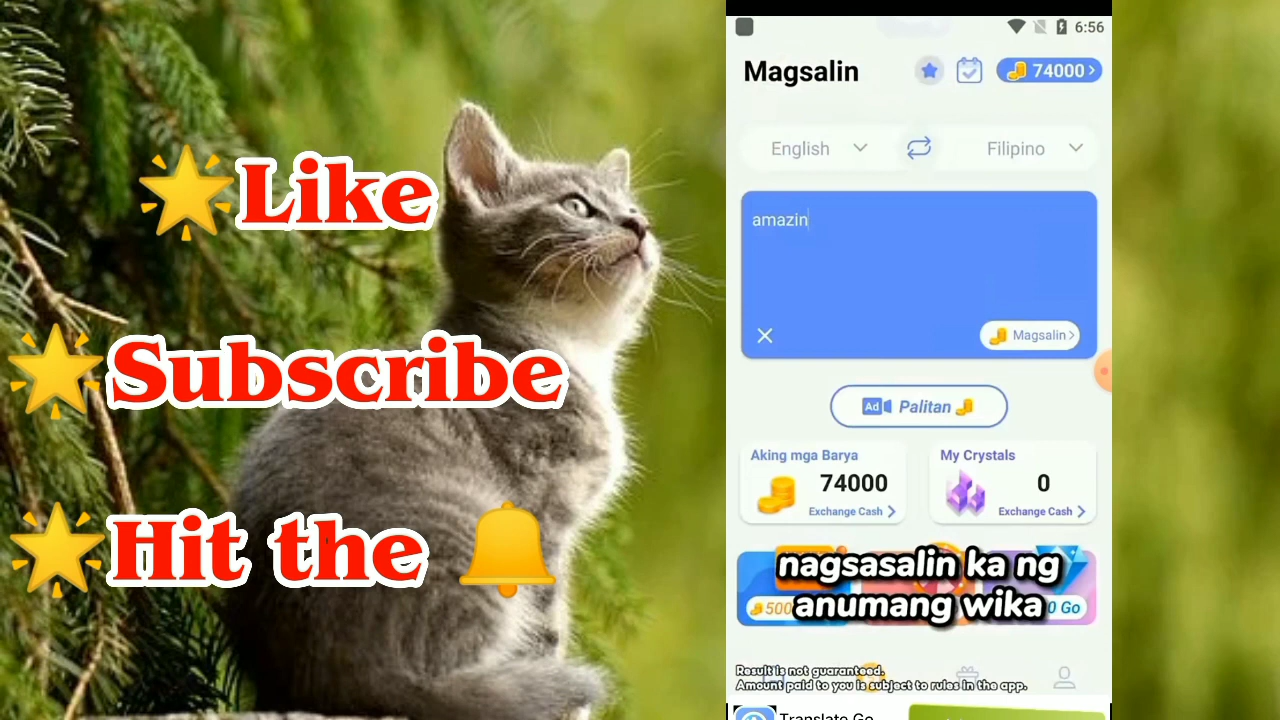 Like
Subscribe
Hit the
6:56
Magsalin
74000
English
Filipino
amazin
Magsalin
Ad Palitan
Aking mga Barya
74000
Exchange Cash
My Crystals
0
Exchange Cash
nagsasalin ka ng
anumang wika
500
0 Go
Result is not guaranteed.
Amount paid to you is subject to rules in the app.
Translate Go